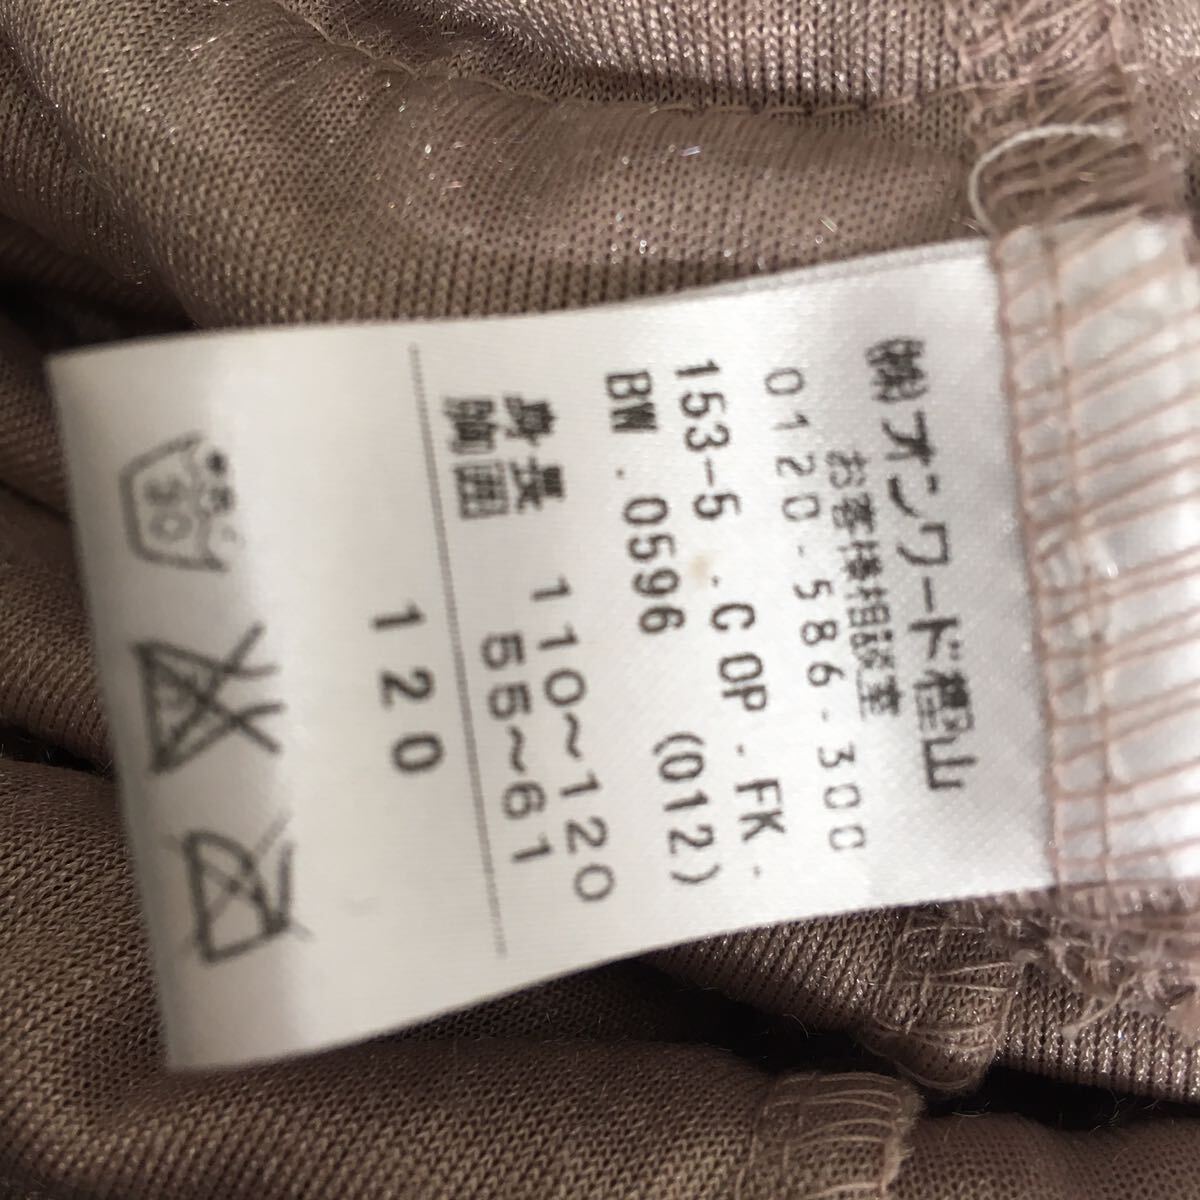 ㈱オンワード樫山
お客様相談室
0120-586-300
153-5 .COP .FK.
BW .0596 (012)
身長 110～120
胸囲 55～61
120
30